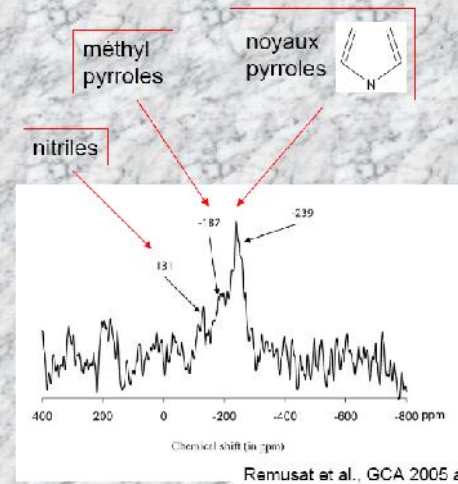 méthyl
pyrroles
noyaux
pyrroles
N
nitriles
-187
-239
131
400
200
0
-200
-400
-600
-800 ppm
Chemical shift (in ppm)
Remusat et al., GCA 2005 a